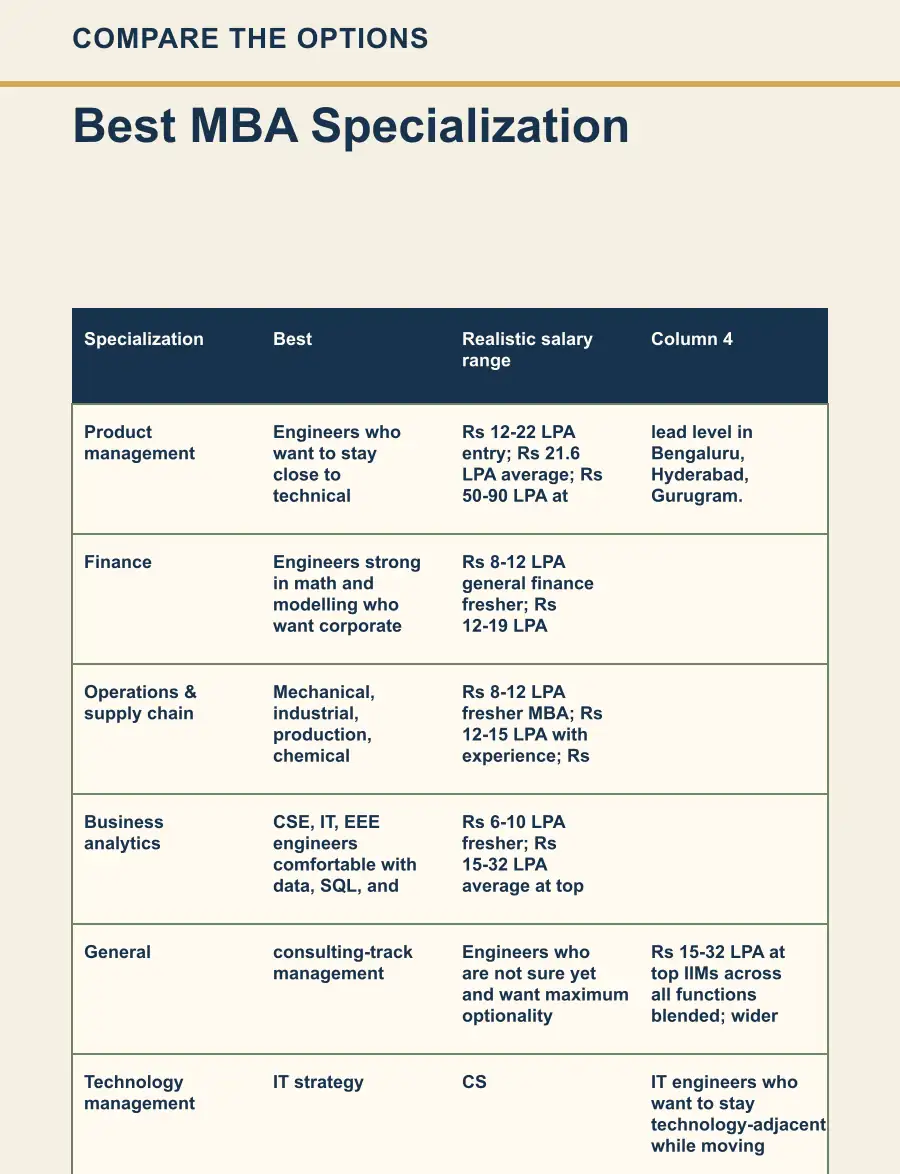 COMPARE THE OPTIONS
Best MBA Specialization
Specialization
Best
Realistic salary
range
Column 4
Product
management
Engineers who
want to stay
close to
technical
Rs 12-22 LPA
entry; Rs 21.6
LPA average; Rs
50-90 LPA at
lead level in
Bengaluru,
Hyderabad,
Gurugram.
Finance
Engineers strong
in math and
modelling who
want corporate
Rs 8-12 LPA
general finance
fresher; Rs
12-19 LPA
Operations &
supply chain
Mechanical,
industrial,
production,
chemical
Rs 8-12 LPA
fresher MBA; Rs
12-15 LPA with
experience; Rs
Business
analytics
CSE, IT, EEE
engineers
comfortable with
data, SQL, and
Rs 6-10 LPA
fresher; Rs
15-32 LPA
average at top
General
consulting-track
management
Engineers who
are not sure yet
and want maximum
optionality
Rs 15-32 LPA at
top IIMs across
all functions
blended; wider
Technology
management
IT strategy
CS
IT engineers who
want to stay
technology-adjacent
while moving